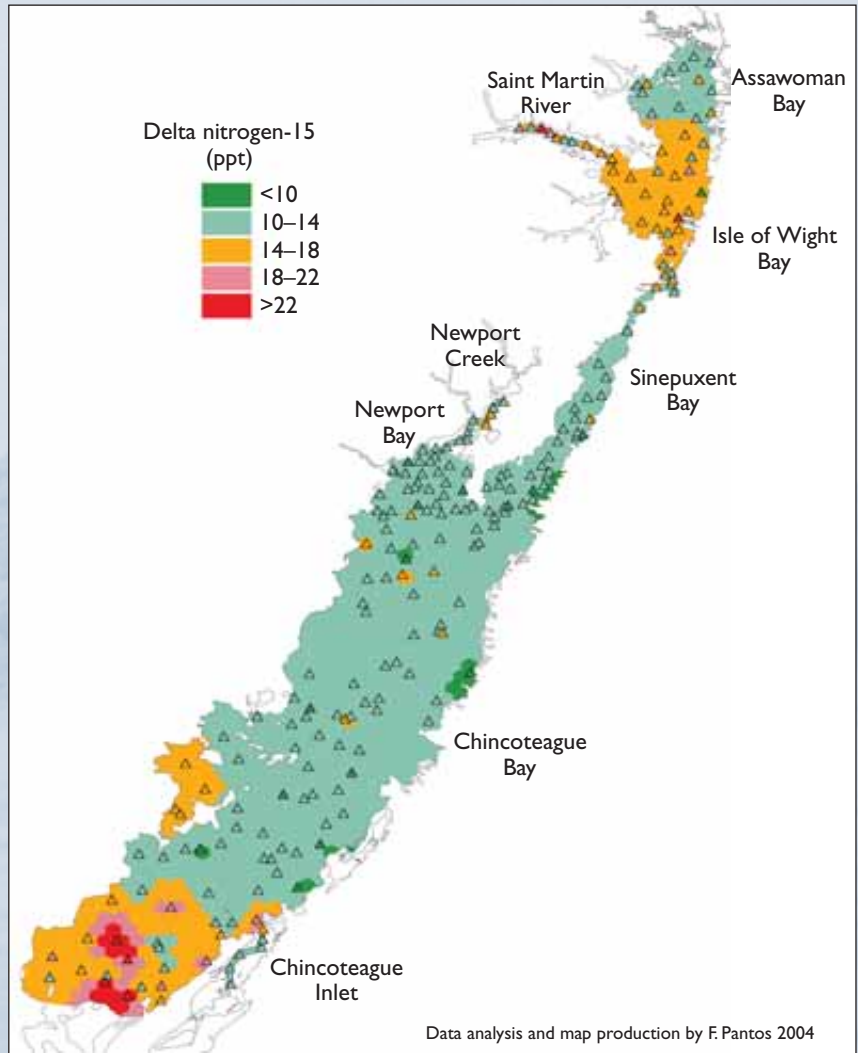 Saint Martin
River
Assawoman
Bay
Delta nitrogen-15
(ppt)
<10
10–14
14–18
18–22
>22
Isle of Wight
Bay
Newport
Creek
Sinepuxent
Bay
Newport
Bay
Chincoteague
Bay
Chincoteague
Inlet
Data analysis and map production by F. Pantos 2004